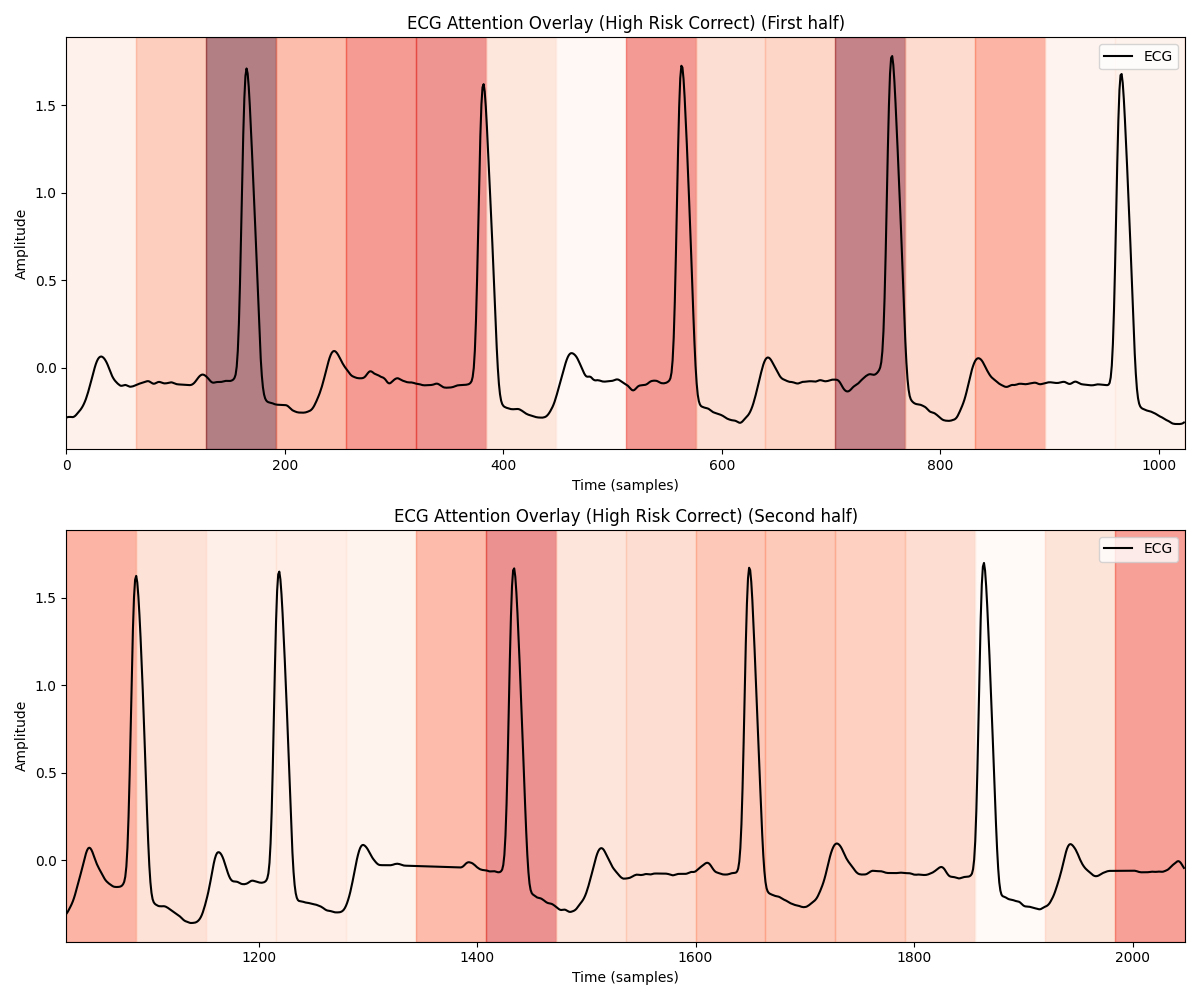 ECG Attention Overlay (High Risk Correct) (First half)
ECG
Amplitude
1.5
1.0
0.5
0.0
0 200 400 600 800 1000
Time (samples)
ECG Attention Overlay (High Risk Correct) (Second half)
ECG
Amplitude
1.5
1.0
0.5
0.0
1200 1400 1600 1800 2000
Time (samples)